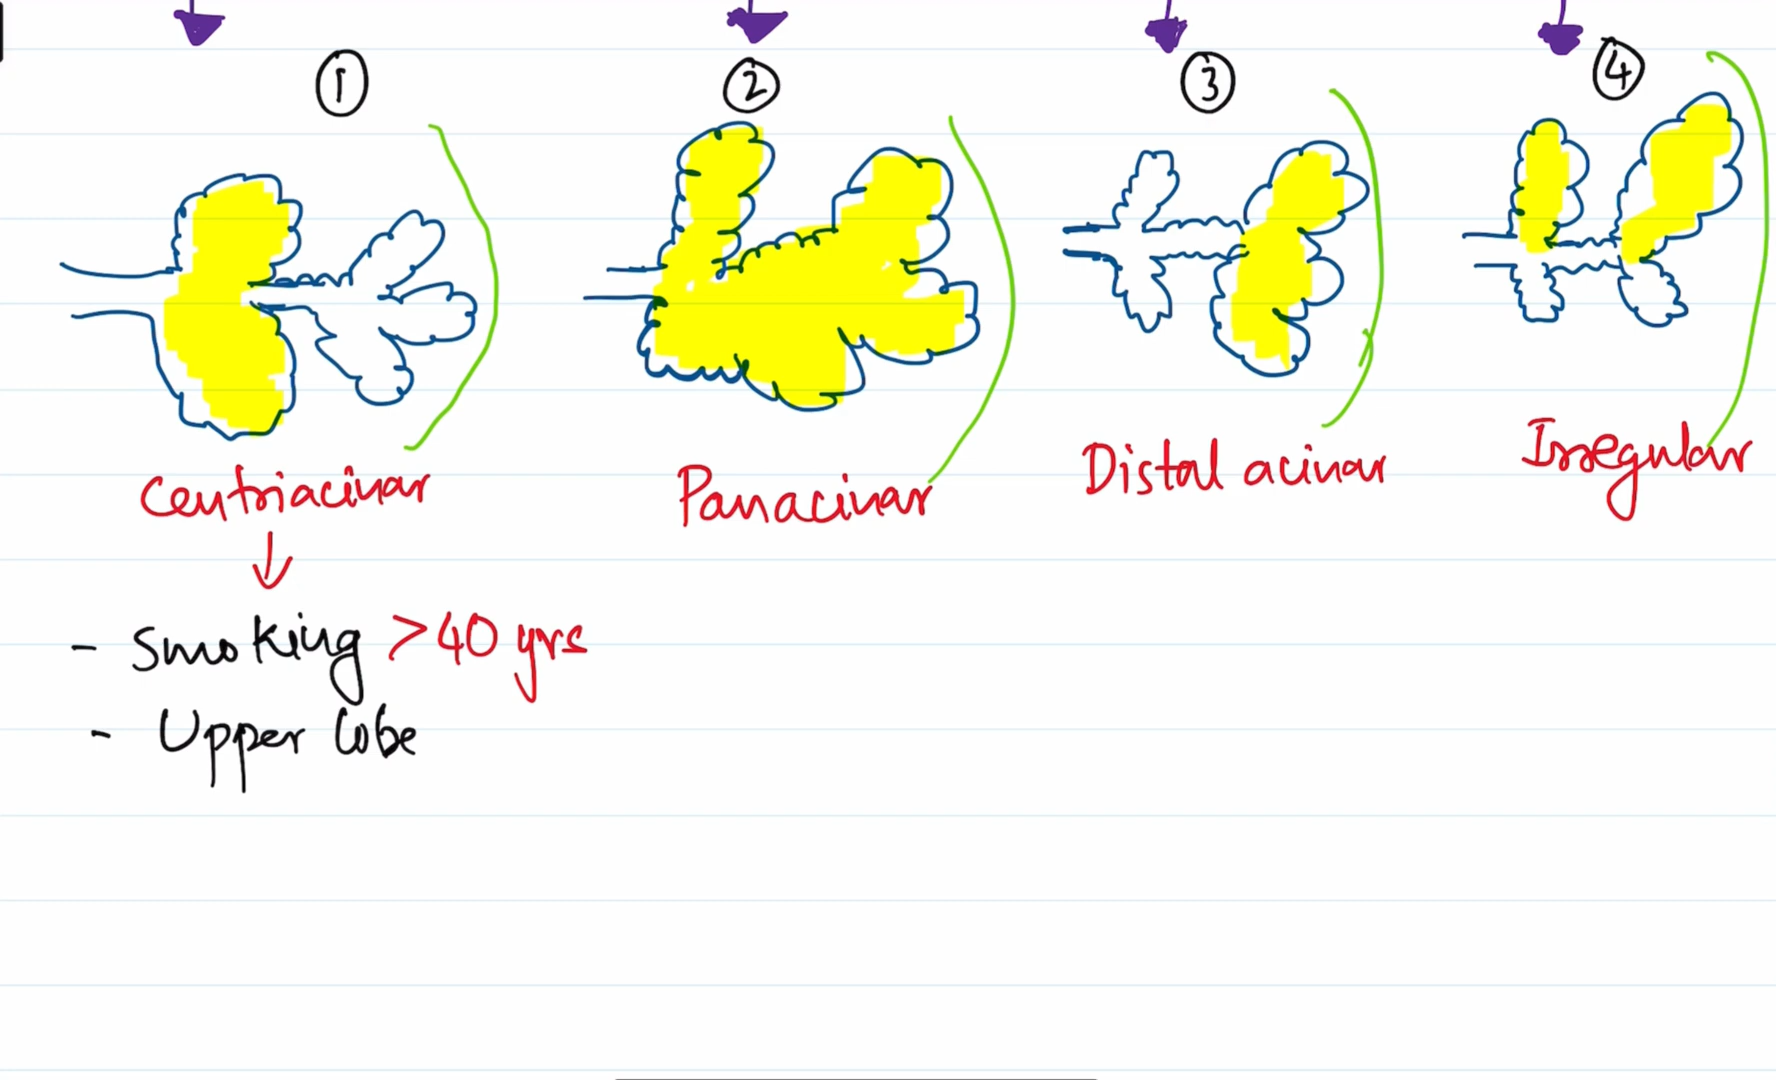 ① ② ③ ④
Centriacinar Panacinar Distal acinar Irregular
- Smoking >40 yrs
- Upper lobe